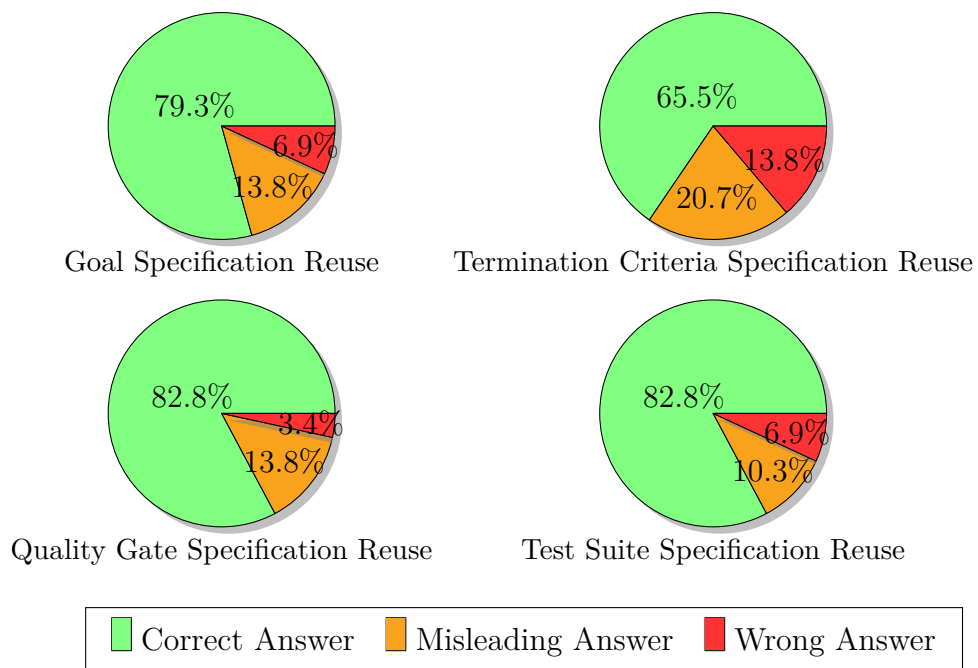 79.3%
6.9%
13.8%
Goal Specification Reuse
65.5%
13.8%
20.7%
Termination Criteria Specification Reuse
82.8%
3.4%
13.8%
Quality Gate Specification Reuse
82.8%
6.9%
10.3%
Test Suite Specification Reuse
Correct Answer Misleading Answer Wrong Answer